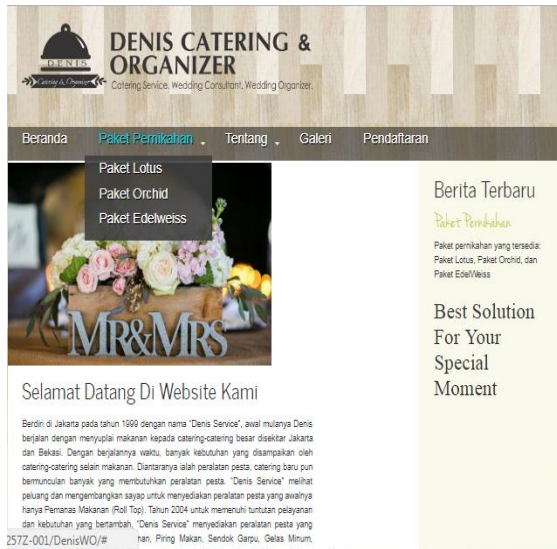 DENIS CATERING &
ORGANIZER
Catering Service, Wedding Consultant, Wedding Organizer.
DENIS
Catering & Organizer
Beranda Paket Pernikahan Tentang Galeri Pendaftaran
Paket Lotus
Paket Orchid
Paket Edelweiss
MR&MRS
Berita Terbaru
Paket Pernikahan
Paket pernikahan yang tersedia:
Paket Lotus, Paket Orchid, dan
Paket EdelWeiss
Best Solution
For Your
Special
Moment
Selamat Datang Di Website Kami
Berdiri di Jakarta pada tahun 1999 dengan nama "Denis Service", awal mulanya Denis
berjalan dengan menyuplai makanan kepada catering-catering besar disekitar Jakarta
dan Bekasi. Dengan berjalannya waktu, banyak kebutuhan yang disampaikan oleh
catering-catering selain makanan. Diantaranya ialah peralatan pesta, catering baru pun
bermunculan banyak yang membutuhkan peralatan pesta. "Denis Service" melihat
peluang dan mengembangkan sayap untuk menyediakan peralatan pesta yang awalnya
hanya Pemanas Makanan (Roll Top). Tahun 2004 untuk memenuhi tuntutan pelayanan
dan kebutuhan yang bertambah, "Denis Service" menyediakan peralatan pesta yang
257Z-001/DenisWO/# Piring Makan, Sendok Garpu, Gelas Minum,